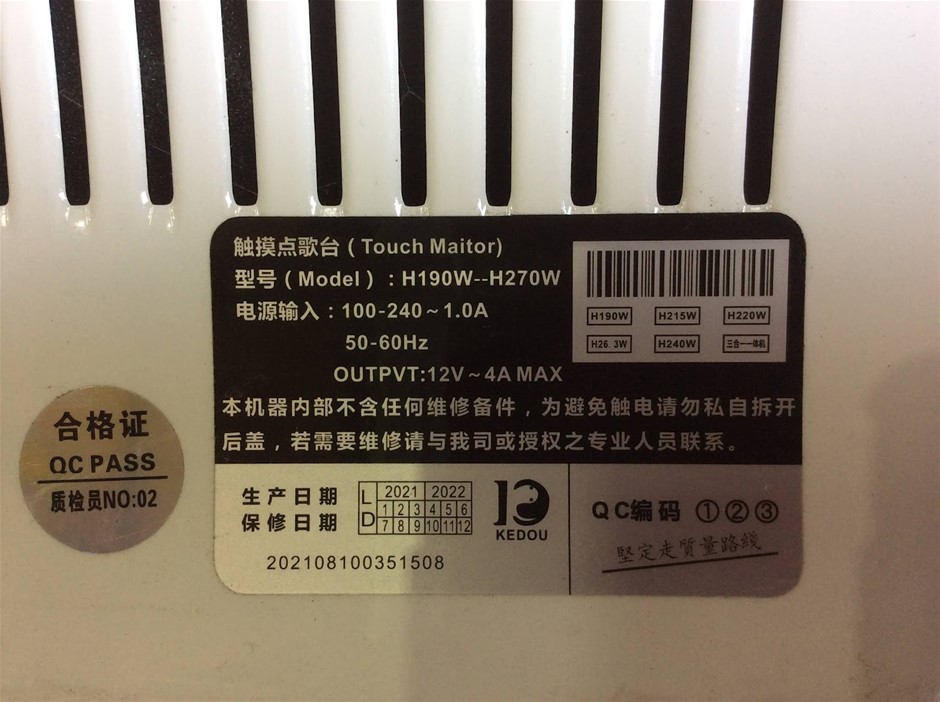 触摸点歌台(Touch Maitor)
型号(Model):H190W--H270W
电源输入:100-240～1.0A
50-60Hz
OUTPVT:12V～4A MAX
H190W H215W H220W
H26.3W H240W 三合一一体机
本机器内部不含任何维修备件，为避免触电请勿私自拆开
后盖，若需要维修请与我司或授权之专业人员联系。
合格证
QC PASS
质检员NO:02
生产日期
保修日期
L D
2021 2022
1 2 3 4 5 6
7 8 9 10 11 12
KEDOU
202108100351508
QC编码 ①②③
堅定走質量路线